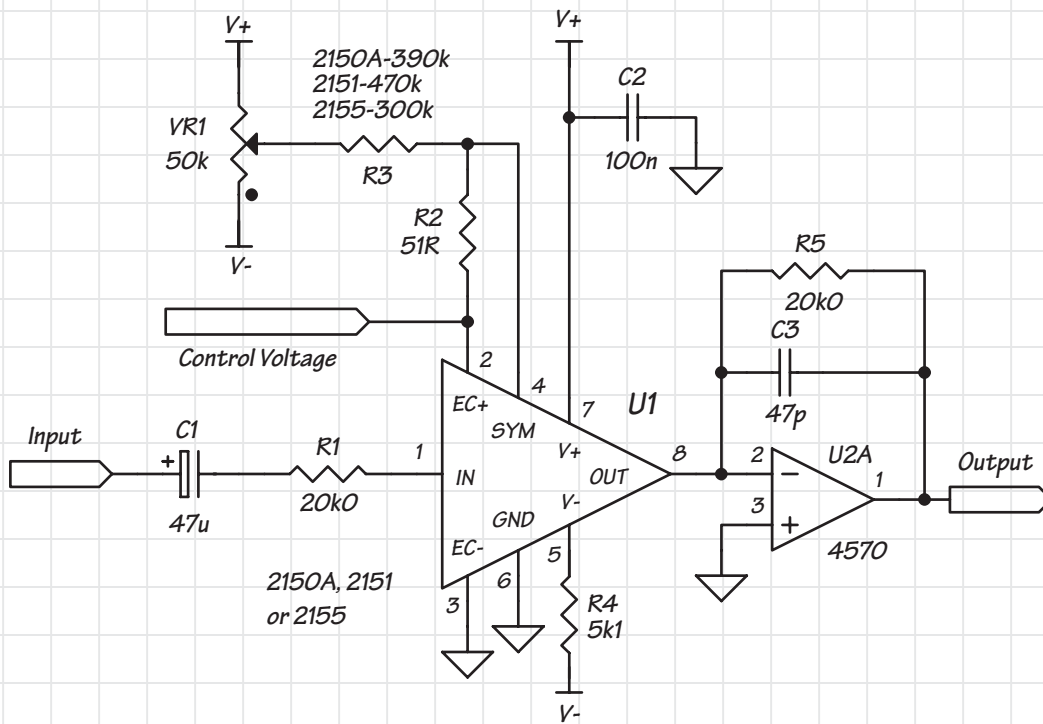 V+
V+
2150A-390k
2151-470k
2155-300k
C2
100n
VR1
50k
R3
R2
51R
V-
R5
20k0
C3
47p
Control Voltage
2
EC+
4
SYM
7
V+
U1
Input
C1
+
47u
R1
20k0
1
IN
OUT
8
V-
GND
EC-
2
3
U2A
1
−
+
4570
Output
2150A, 2151
or 2155
3
6
5
R4
5k1
V-